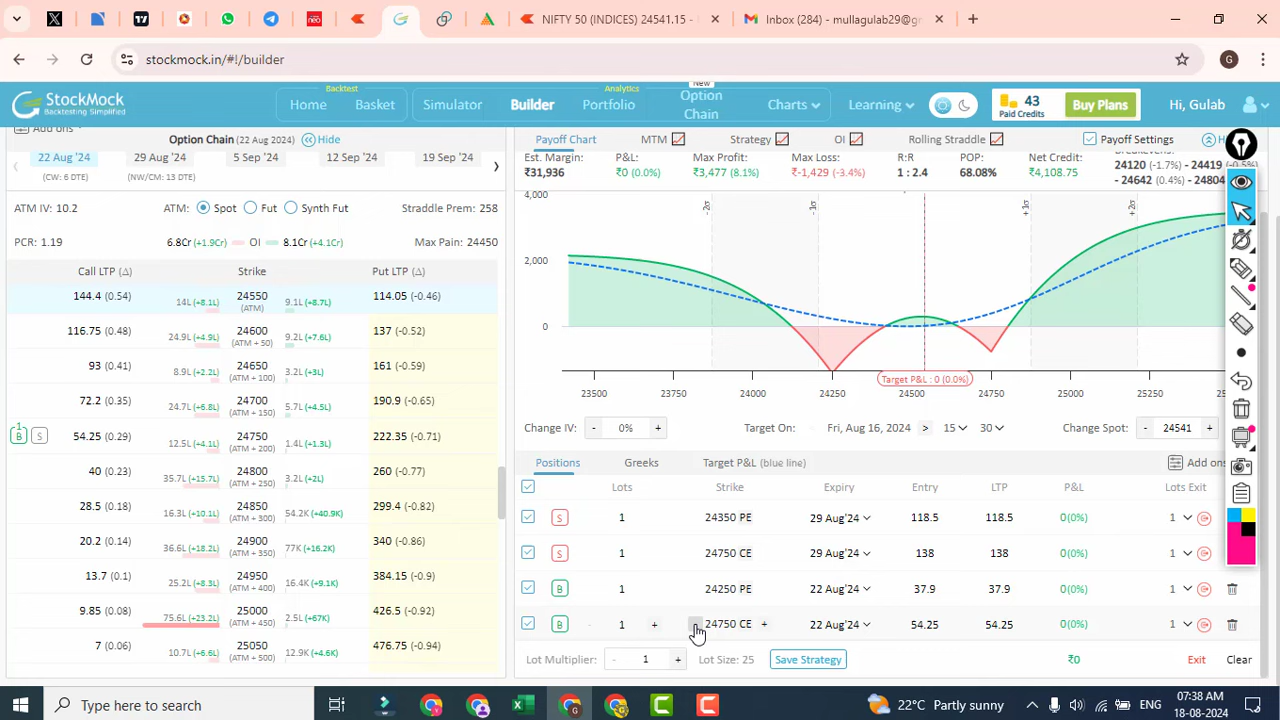 NIFTY 50 (INDICES) 24541.15 -
Inbox (284) - mullagulab29@g
stockmock.in/#!/builder
StockMock
Backtesting Simplified
Backtest
Home Basket
Simulator
Builder
Analytics
Portfolio
New
Option Chain
Charts
Learning
43
Paid Credits
Buy Plans
Hi, Gulab
Add ons
Option Chain (22 Aug 2024) Hide
22 Aug '24 29 Aug '24 5 Sep '24 12 Sep '24 19 Sep '24
(CW: 6 DTE) (NW/CM: 13 DTE)
ATM IV: 10.2 ATM: Spot Fut Synth Fut Straddle Prem: 258
PCR: 1.19 6.8Cr (+1.9Cr) OI 8.1Cr (+4.1Cr) Max Pain: 24450
Call LTP (Δ) Strike Put LTP (Δ)
144.4 (0.54) 14L (+8.1L) 24550 (ATM) 9.1L (+8.7L) 114.05 (-0.46)
116.75 (0.48) 24.9L (+4.9L) 24600 (ATM + 50) 9.2L (+7.6L) 137 (-0.52)
93 (0.41) 8.9L (+2.2L) 24650 (ATM + 100) 3.2L (+3L) 161 (-0.59)
72.2 (0.35) 24.7L (+6.8L) 24700 (ATM + 150) 5.7L (+4.5L) 190.9 (-0.65)
1 B S 54.25 (0.29) 12.5L (+4.1L) 24750 (ATM + 200) 1.4L (+1.3L) 222.35 (-0.71)
40 (0.23) 35.7L (+15.7L) 24800 (ATM + 250) 3.2L (+2L) 260 (-0.77)
28.5 (0.18) 16.3L (+10.1L) 24850 (ATM + 300) 54.2K (+40.9K) 299.4 (-0.82)
20.2 (0.14) 36.6L (+18.2L) 24900 (ATM + 350) 77K (+16.2K) 340 (-0.86)
13.7 (0.1) 25.2L (+8.3L) 24950 (ATM + 400) 16.4K (+9.1K) 384.15 (-0.9)
9.85 (0.08) 75.6L (+23.2L) 25000 (ATM + 450) 2.5L (+67K) 426.5 (-0.92)
7 (0.06) 10.7L (+6.6L) 25050 (ATM + 500) 12.9K (+4.6K) 476.75 (-0.94)
Payoff Chart MTM Strategy OI Rolling Straddle Payoff Settings
Est. Margin: P&L: Max Profit: Max Loss: R:R POP: Net Credit:
₹31,936 ₹0 (0.0%) ₹3,477 (8.1%) ₹-1,429 (-3.4%) 1 : 2.4 68.08% ₹4,108.75
24120 (-1.7%) - 24419 (-0.5%)
- 24642 (0.4%) - 24804
4,000
2,000
0
-2σ -1σ +1σ +2σ
Target P&L : 0 (0.0%)
23500 23750 24000 24250 24500 24750 25000 25250 25500
Change IV: - 0% + Target On: Fri, Aug 16, 2024 > 15 30 Change Spot: - 24541 +
Positions Greeks Target P&L (blue line) Add ons
Lots Strike Expiry Entry LTP P&L Lots Exit
S 1 24350 PE 29 Aug'24 118.5 118.5 0(0%) 1
S 1 24750 CE 29 Aug'24 138 138 0(0%) 1
B 1 24250 PE 22 Aug'24 37.9 37.9 0(0%) 1
B - 1 + 24750 CE + 22 Aug'24 54.25 54.25 0(0%) 1
Lot Multiplier: - 1 + Lot Size: 25 Save Strategy ₹0 Exit Clear
Type here to search
22°C Partly sunny
ENG
07:38 AM
18-08-2024